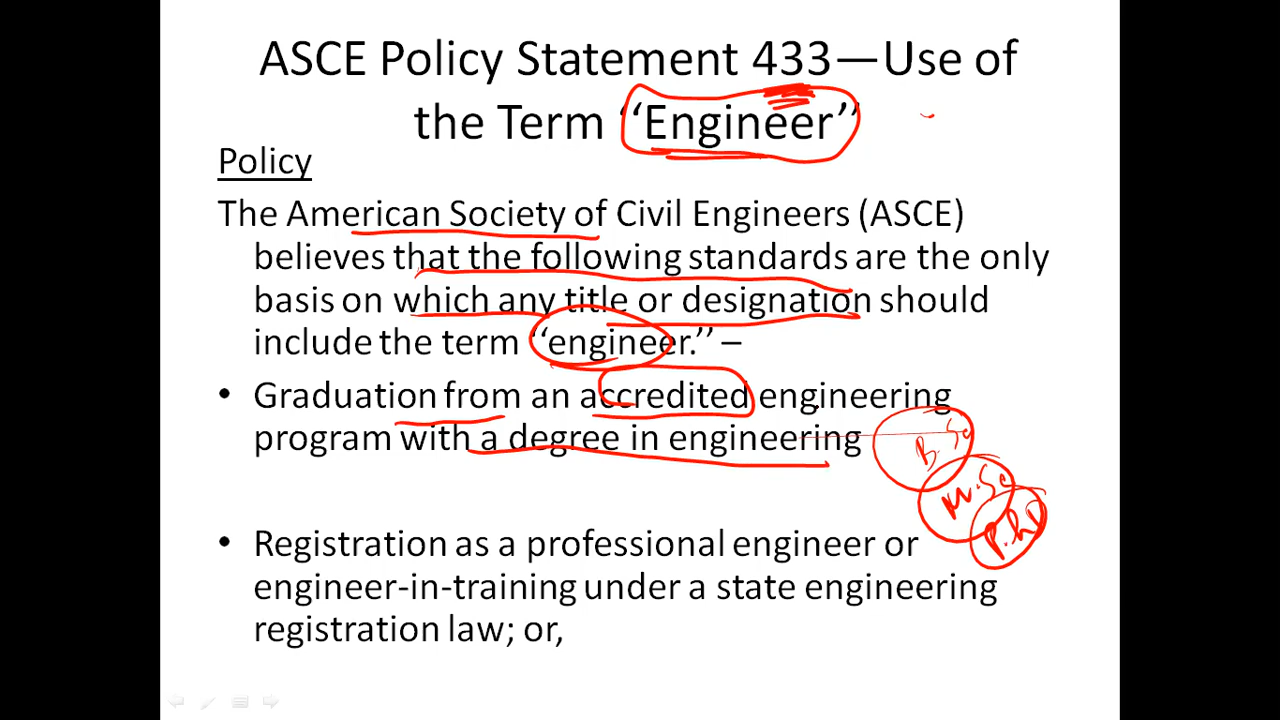 ASCE Policy Statement 433—Use of
the Term ‘‘Engineer’’
Policy
The American Society of Civil Engineers (ASCE)
believes that the following standards are the only
basis on which any title or designation should
include the term ‘‘engineer.’’ –
• Graduation from an accredited engineering
program with a degree in engineering
B.Sc
M.Sc
P.hD
• Registration as a professional engineer or
engineer-in-training under a state engineering
registration law; or,